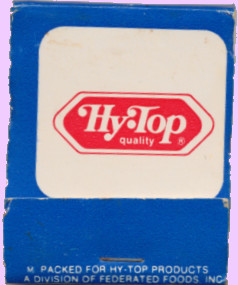 Hy•Top
quality ®
M. PACKED FOR HY-TOP PRODUCTS
A DIVISION OF FEDERATED FOODS INC